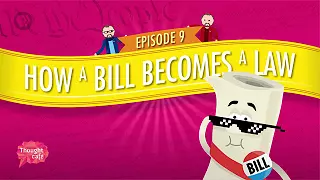 EPISODE 9
HOW A BILL BECOMES A LAW
BILL
Thought
café